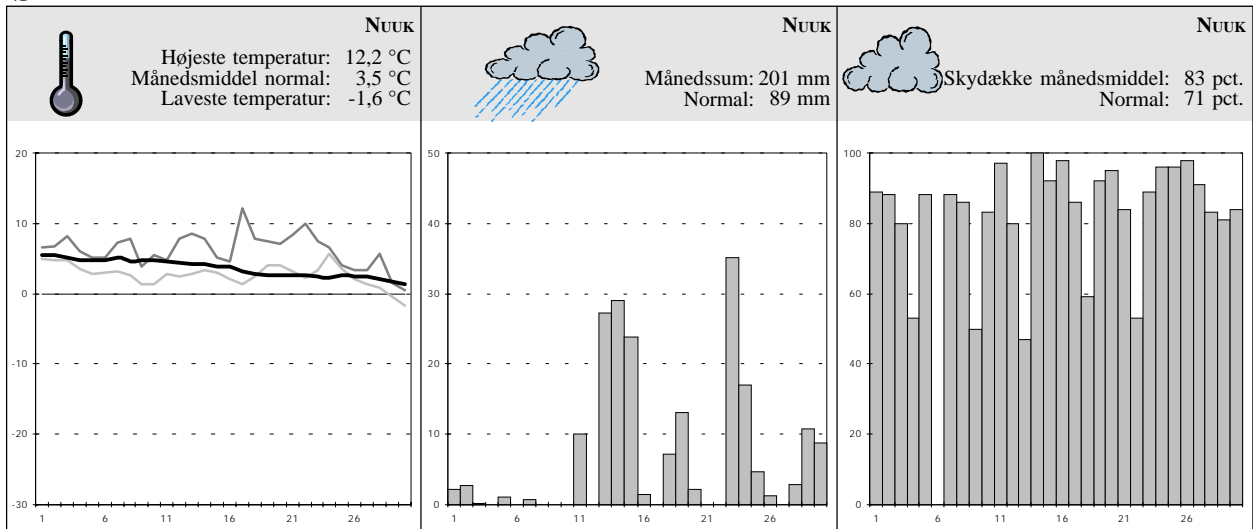 NUUK
Højeste temperatur: 12,2 °C
Månedsmiddel normal: 3,5 °C
Laveste temperatur: -1,6 °C
20
10
0
-10
-20
-30
1 6 11 16 21 26
NUUK
Månedssum: 201 mm
Normal: 89 mm
50
40
30
20
10
0
1 6 11 16 21 26
NUUK
Skydække månedsmiddel: 83 pct.
Normal: 71 pct.
100
80
60
40
20
0
1 6 11 16 21 26